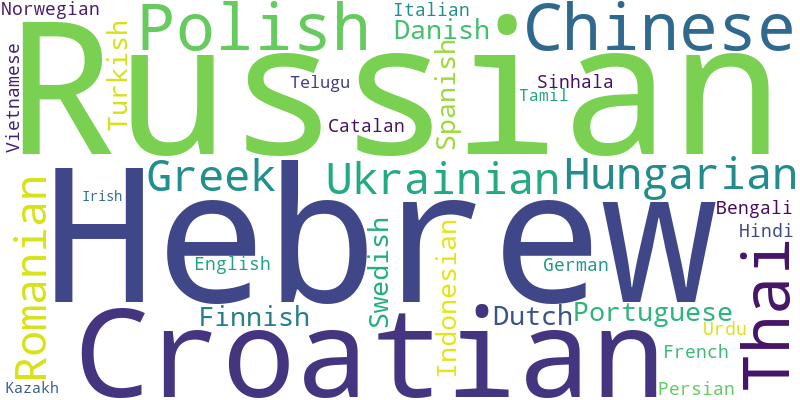 Norwegian
Polish
Italian
Danish
Chinese
Russian
Vietnamese
Turkish
Telugu
Catalan
Spanish
Sinhala
Tamil
Greek
Ukrainian
Hungarian
Romanian
Irish
Hebrew
Bengali
Hindi
English
Swedish
Indonesian
German
Thai
Croatian
Finnish
Dutch
Portuguese
Urdu
French
Kazakh
Persian